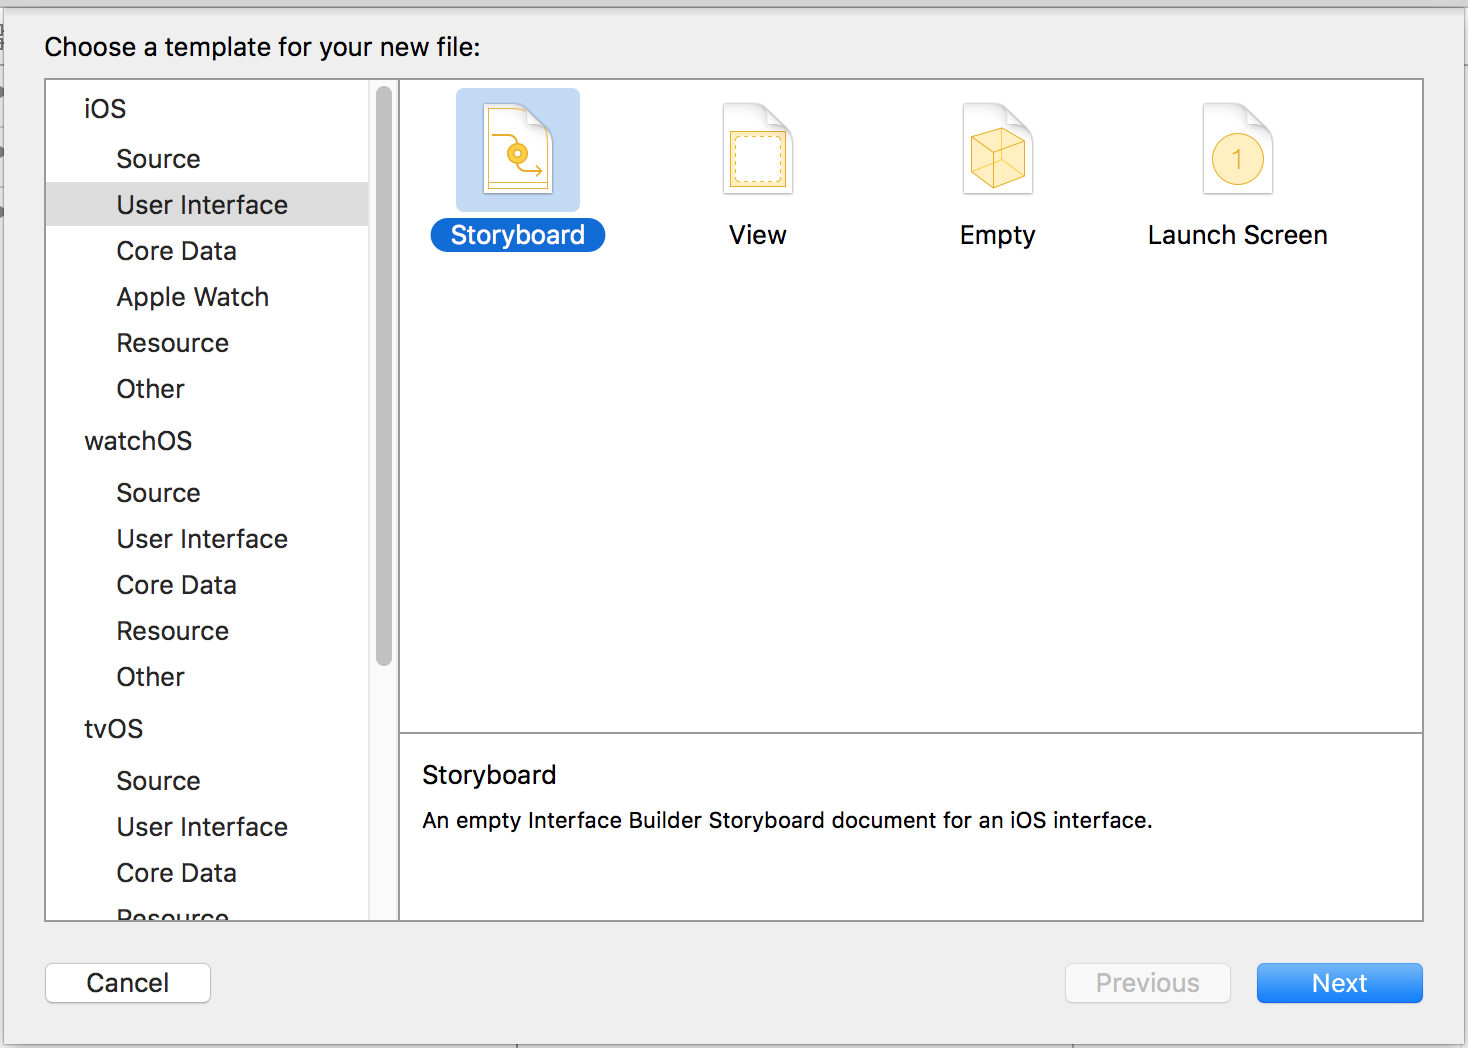 Choose a template for your new file:
iOS
Source
User Interface
Core Data
Apple Watch
Resource
Other
watchOS
Source
User Interface
Core Data
Resource
Other
tvOS
Source
User Interface
Core Data
Resource
Storyboard
View
Empty
1
Launch Screen
Storyboard
An empty Interface Builder Storyboard document for an iOS interface.
Cancel
Previous
Next